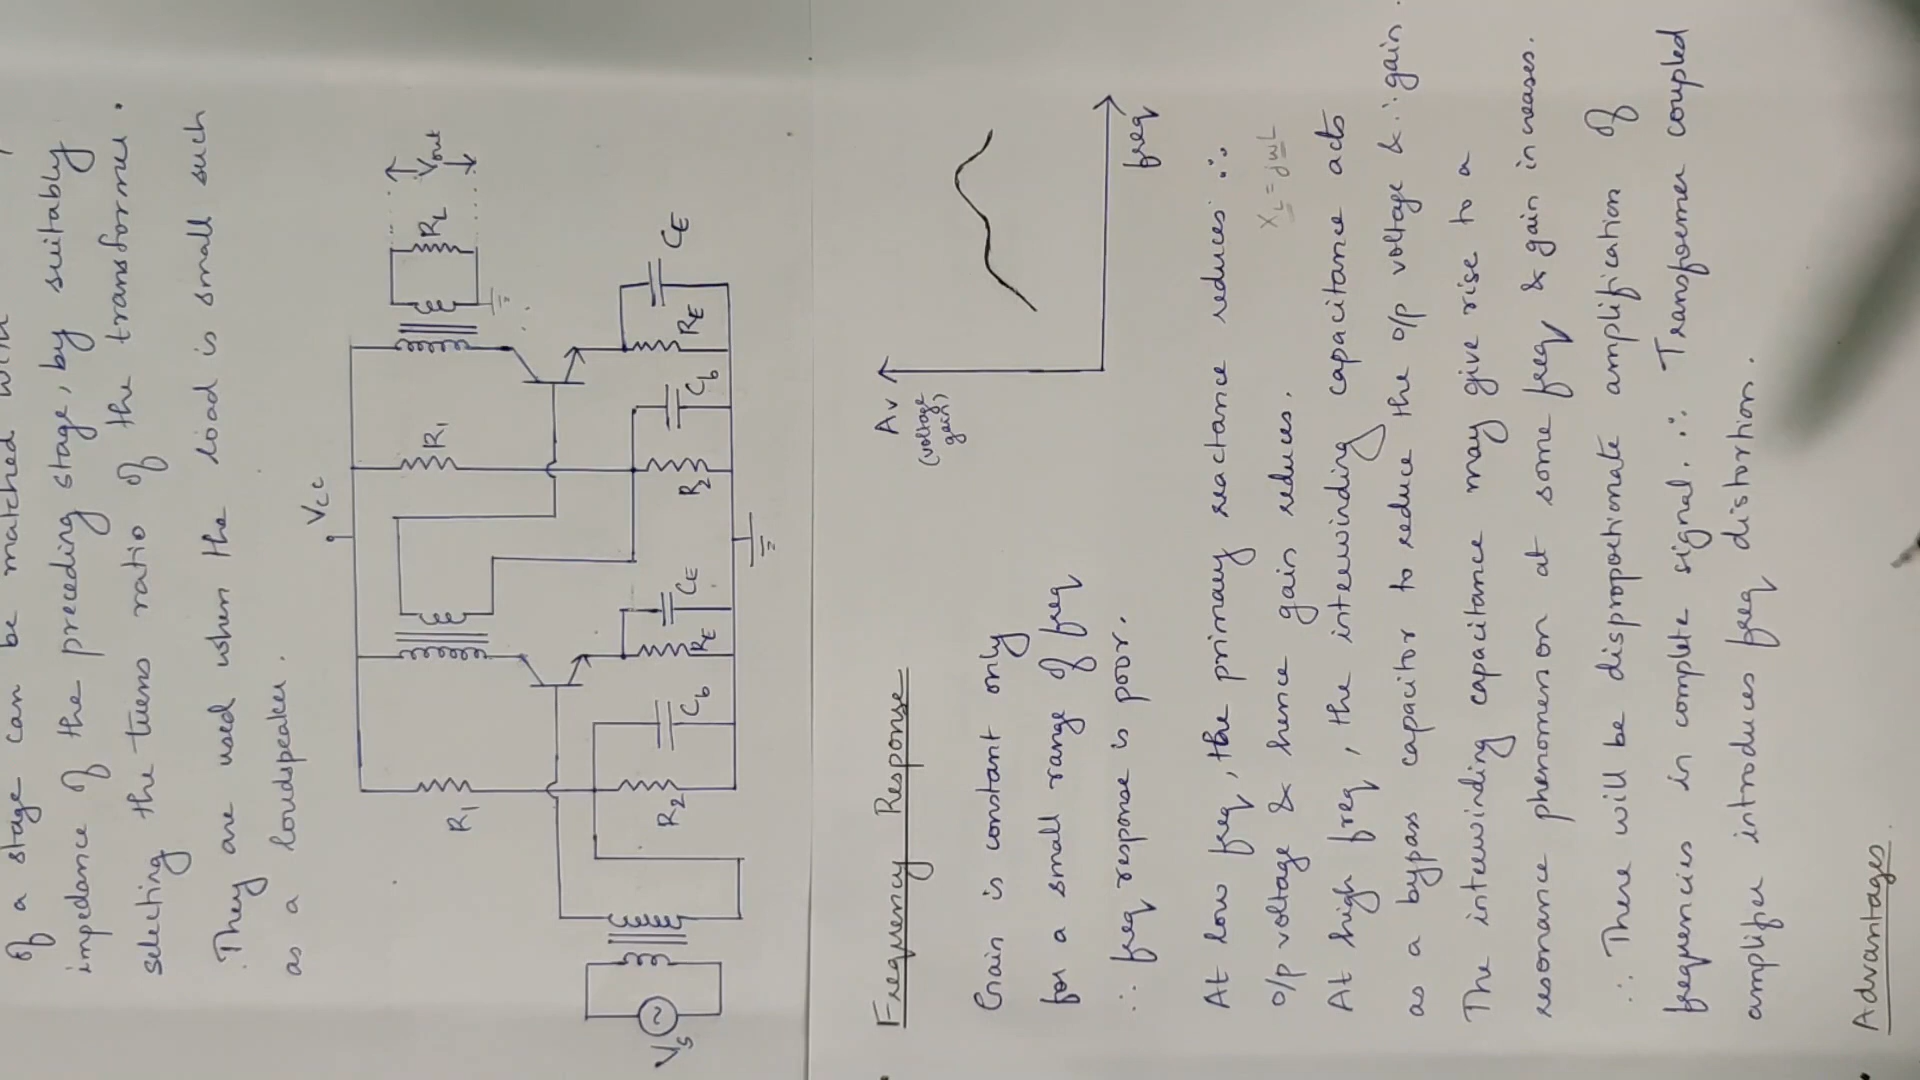 of a stage can be matched with
impedance of the preceding stage, by suitably
selecting the turns ratio of the transformer.
They are used when the load is small such
as a loudspeaker.
VCC
R1
R1
RL
Vout
R2
Cb
RE
CE
R2
Cb
RE
CE
VS
Frequency Response
Gain is constant only
for a small range of freq
∴ freq response is poor.
Av
(voltage
gain)
freq
At low freq, the primary reactance reduces ∴
XL = jωL
o/p voltage & hence gain reduces.
At high freq, the interwinding capacitance acts
as a bypass capacitor to reduce the o/p voltage & ∴ gain.
The interwinding capacitance may give rise to a
resonance phenomenon at some freq & gain increases.
∴ There will be disproportionate amplification of
frequencies in complete signal. ∴ Transformer coupled
amplifier introduces freq distortion.
Advantages.